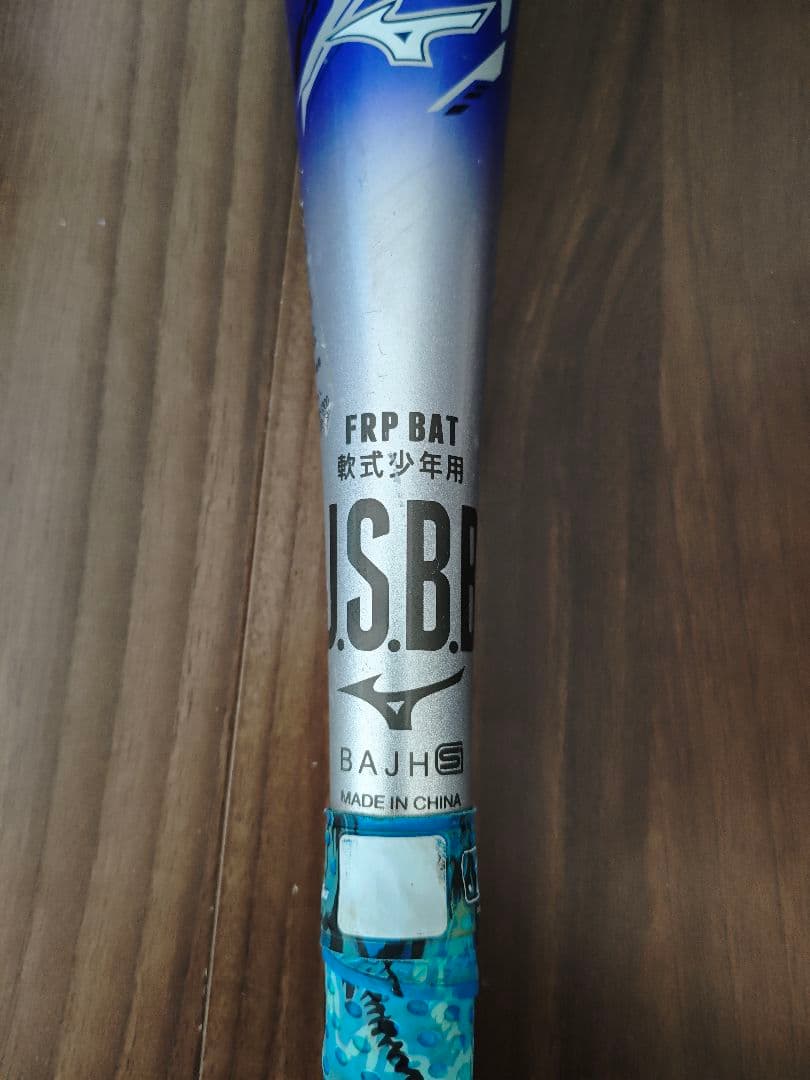 FRP BAT
軟式少年用
J.S.B.B
BAJH S
MADE IN CHINA